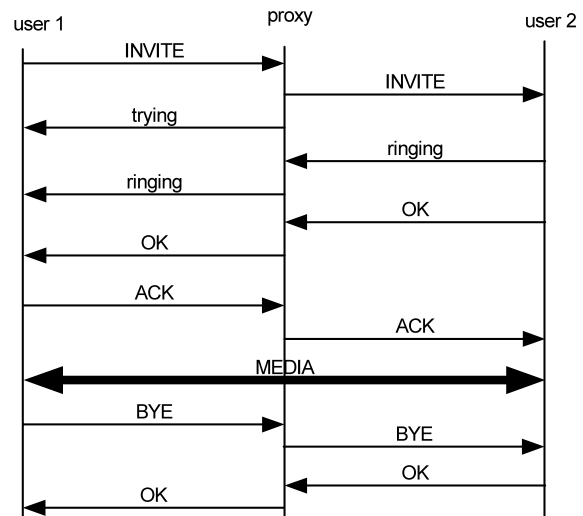 user 1
proxy
user 2
INVITE
INVITE
trying
ringing
ringing
OK
OK
ACK
ACK
MEDIA
BYE
BYE
OK
OK